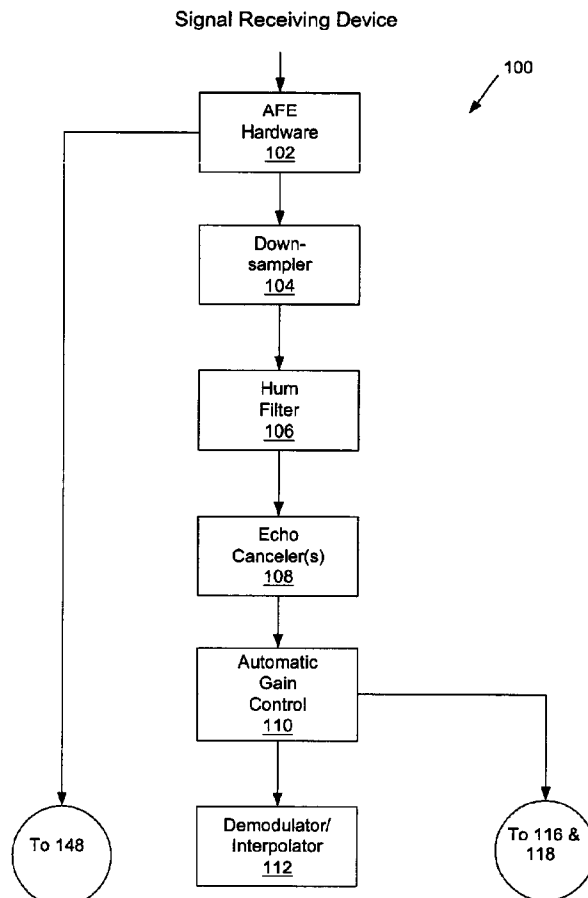 Signal Receiving Device
100
AFE
Hardware
102
Down-
sampler
104
Hum
Filter
106
Echo
Canceler(s)
108
Automatic
Gain
Control
110
Demodulator/
Interpolator
112
To 148
To 116 &
118